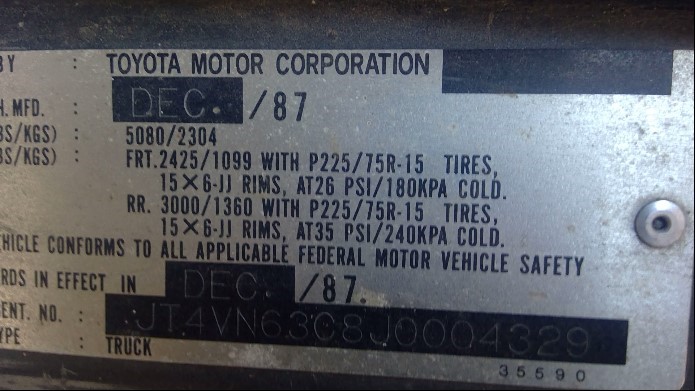 BY : TOYOTA MOTOR CORPORATION
H. MFD. : DEC. /87
BS/KGS) : 5080/2304
BS/KGS) : FRT. 2425/1099 WITH P225/75R-15 TIRES,
15×6-JJ RIMS, AT26 PSI/180KPA COLD.
RR. 3000/1360 WITH P225/75R-15 TIRES,
15×6-JJ RIMS, AT35 PSI/240KPA COLD.
EHICLE CONFORMS TO ALL APPLICABLE FEDERAL MOTOR VEHICLE SAFETY
RDS IN EFFECT IN DEC. /87.
ENT. NO. : JT4VN63C8J0004329
YPE : TRUCK
35590